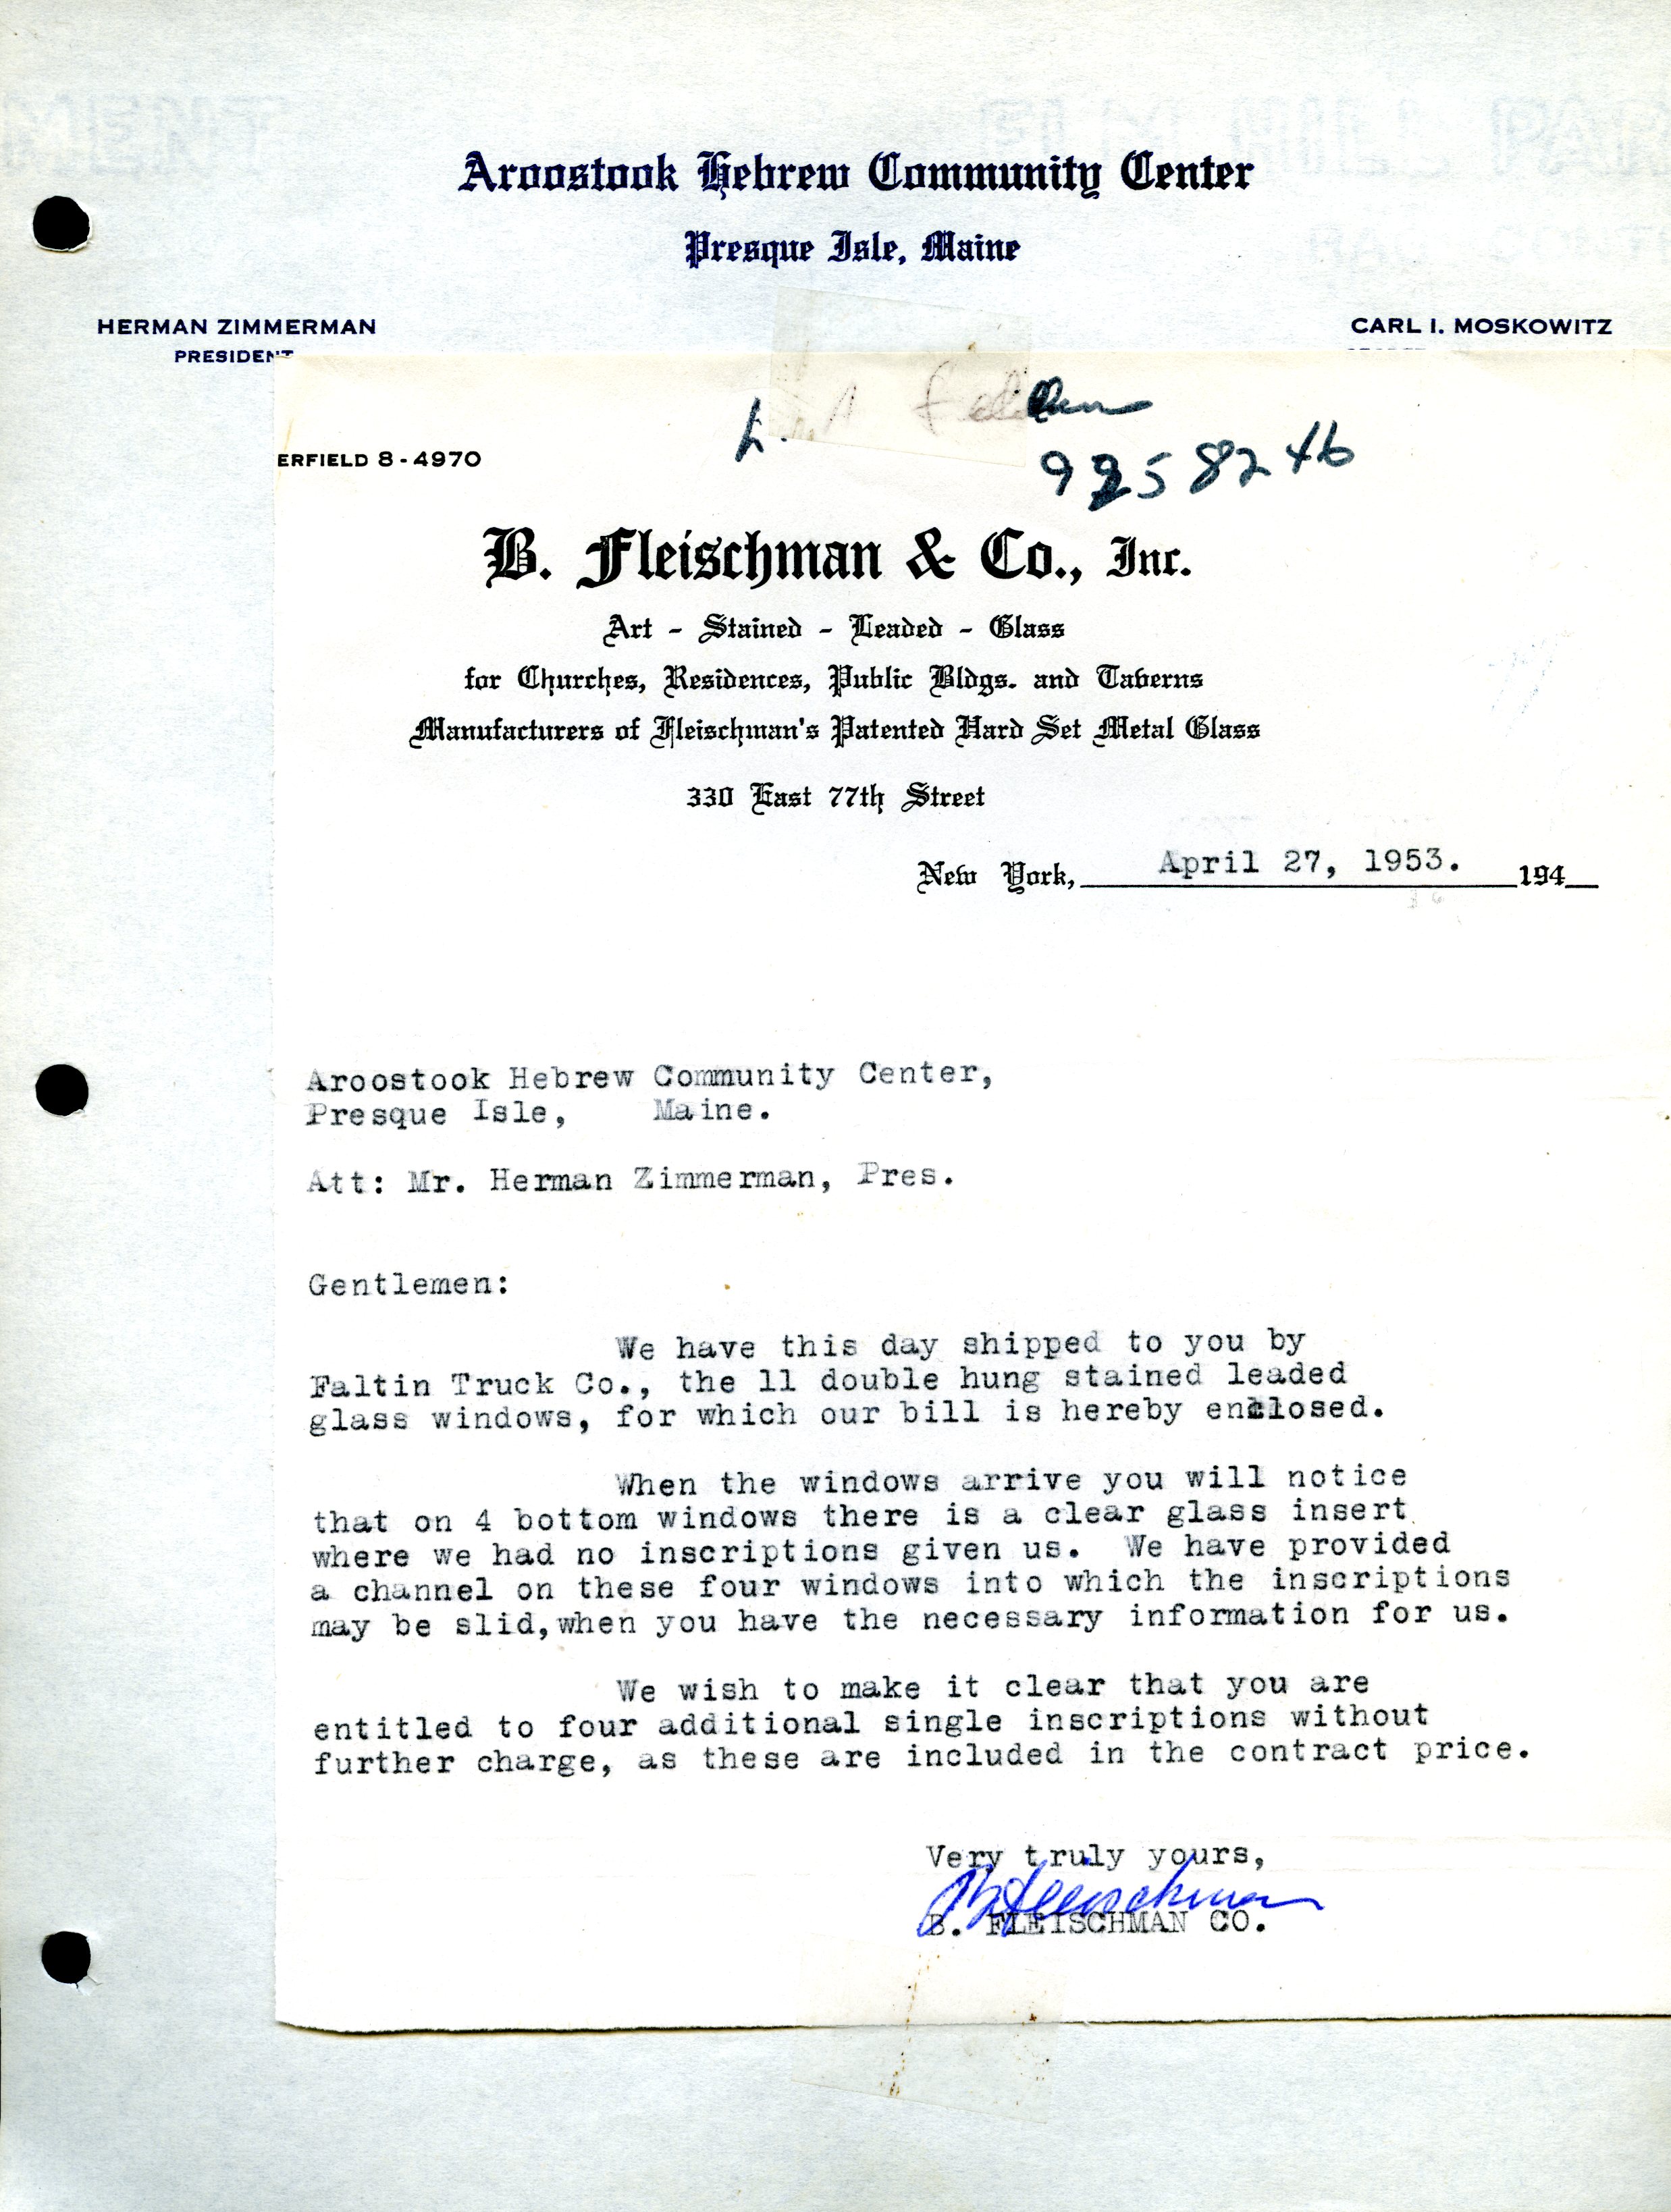 Aroostook Hebrew Community Center
Presque Isle, Maine
HERMAN ZIMMERMAN
PRESIDENT
CARL I. MOSKOWITZ
ERFIELD 8-4970
9258246
B. Fleischman & Co., Inc.
Art - Stained - Leaded - Glass
for Churches, Residences, Public Bldgs. and Taverns
Manufacturers of Fleischman's Patented Hard Set Metal Glass
330 East 77th Street
New York, April 27, 1953. 194
Aroostook Hebrew Community Center,
Presque Isle, Maine.
Att: Mr. Herman Zimmerman, Pres.
Gentlemen:
We have this day shipped to you by
Faltin Truck Co., the 11 double hung stained leaded
glass windows, for which our bill is hereby enclosed.
When the windows arrive you will notice
that on 4 bottom windows there is a clear glass insert
where we had no inscriptions given us. We have provided
a channel on these four windows into which the inscriptions
may be slid,when you have the necessary information for us.
We wish to make it clear that you are
entitled to four additional single inscriptions without
further charge, as these are included in the contract price.
Very truly yours,
B Fleischman
B. FLEISCHMAN CO.